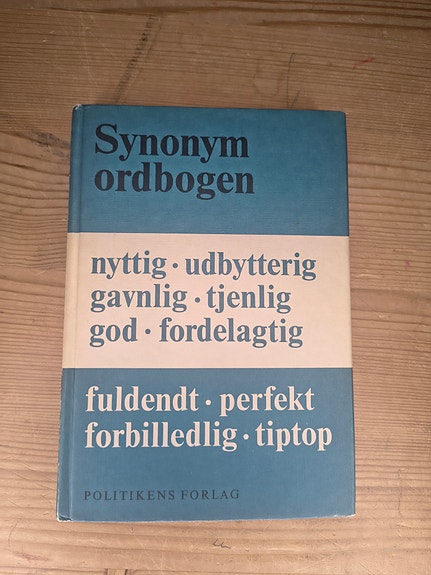 Synonym
ordbogen
nyttig · udbytterig
gavnlig · tjenlig
god · fordelagtig
fuldendt · perfekt
forbilledlig · tiptop
POLITIKENS FORLAG